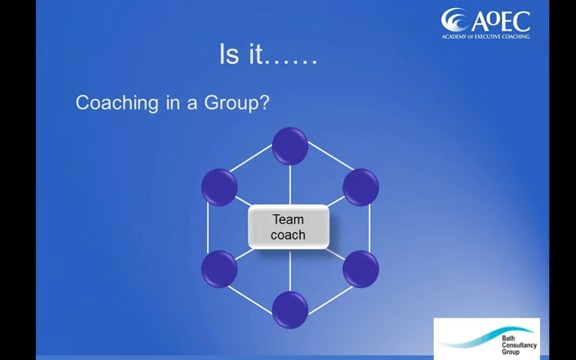 AoEC
ACADEMY OF EXECUTIVE COACHING
Is it......
Coaching in a Group?
Team
coach
Bath
Consultancy
Group